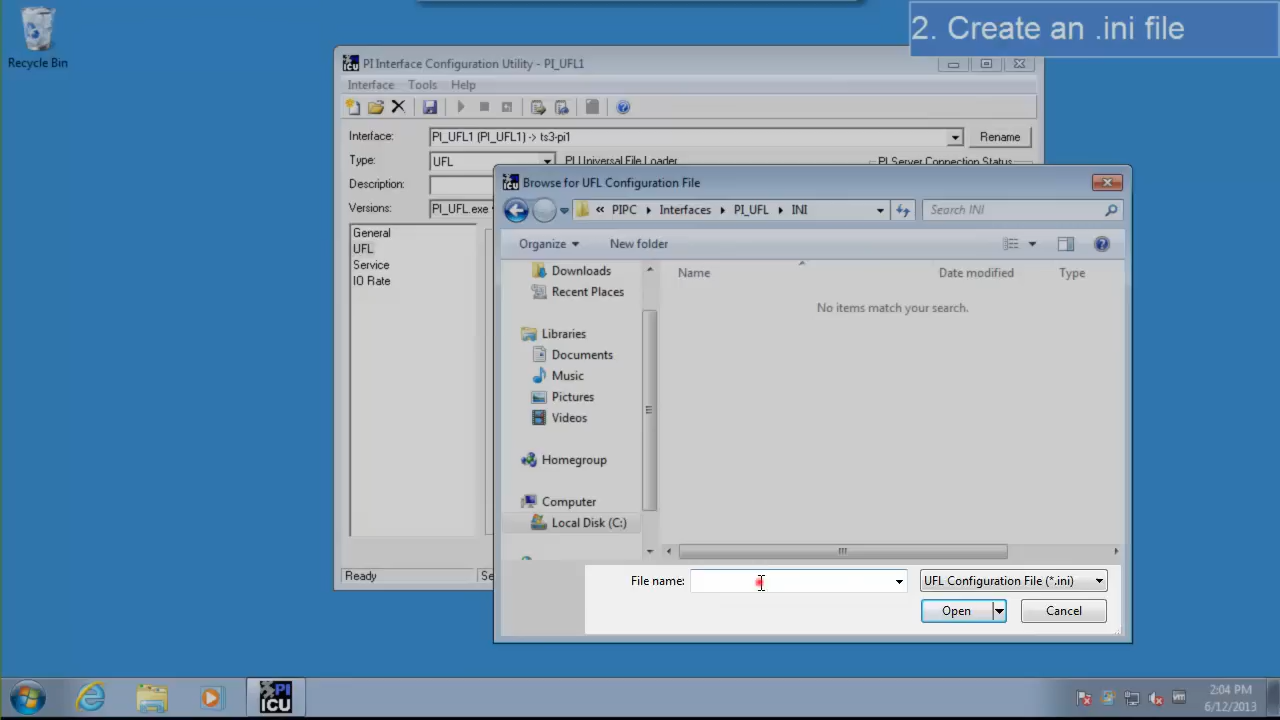 2. Create an .ini file
Recycle Bin
PI Interface Configuration Utility - PI_UFL1
Interface Tools Help
Interface: PI_UFL1 (PI_UFL1) -> ts3-pi1 Rename
Type: UFL PI Universal File Loader PI Server Connection Status
Description:
Versions: PI_UFL.exe
General
UFL
Service
IO Rate
Ready
Browse for UFL Configuration File
« PIPC Interfaces PI_UFL INI Search INI
Organize New folder
Downloads
Recent Places
Libraries
Documents
Music
Pictures
Videos
Homegroup
Computer
Local Disk (C:)
Name Date modified Type
No items match your search.
File name: UFL Configuration File (*.ini)
Open Cancel
PI
ICU
2:04 PM
6/12/2013